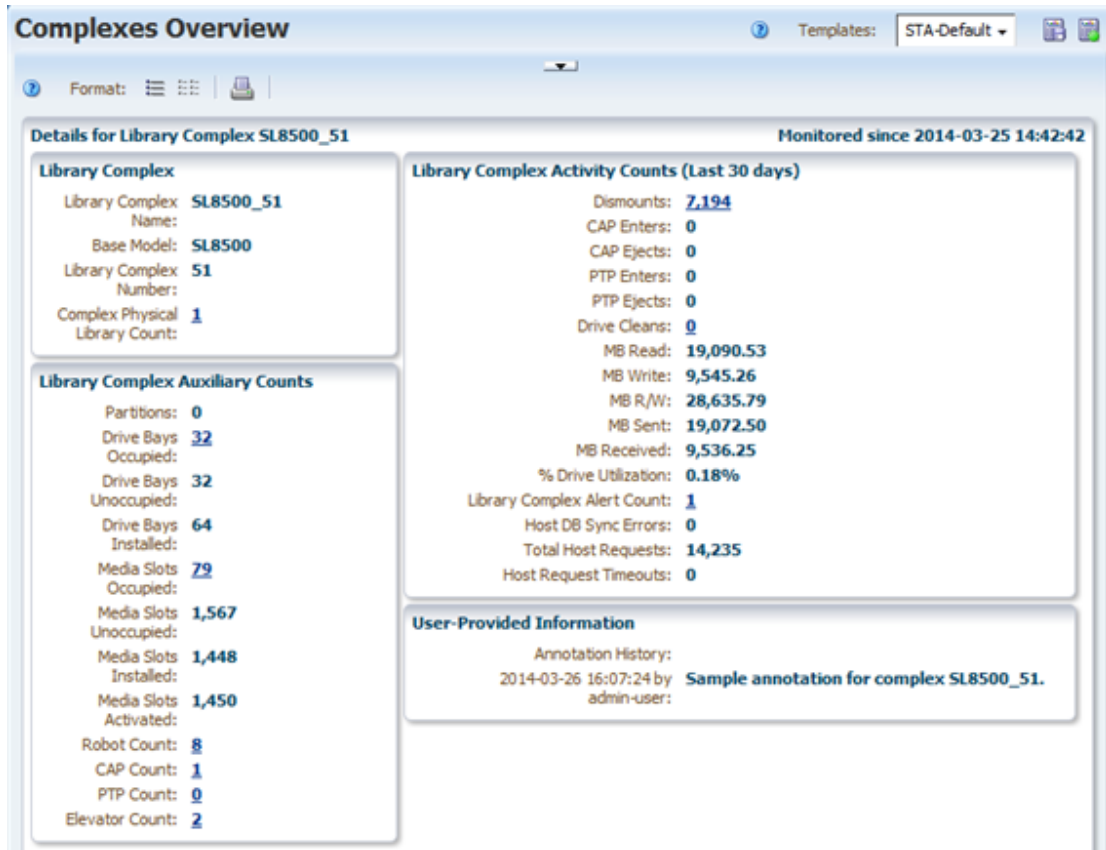 Complexes Overview
Templates: STA-Default
Format:
Details for Library Complex SL8500_51 Monitored since 2014-03-25 14:42:42
Library Complex
Library Complex Name: SL8500_51
Base Model: SL8500
Library Complex Number: 51
Complex Physical Library Count: 1
Library Complex Auxiliary Counts
Partitions: 0
Drive Bays Occupied: 32
Drive Bays Unoccupied: 32
Drive Bays Installed: 64
Media Slots Occupied: 79
Media Slots Unoccupied: 1,567
Media Slots Installed: 1,448
Media Slots Activated: 1,450
Robot Count: 8
CAP Count: 1
PTP Count: 0
Elevator Count: 2
Library Complex Activity Counts (Last 30 days)
Dismounts: 7,194
CAP Enters: 0
CAP Ejects: 0
PTP Enters: 0
PTP Ejects: 0
Drive Cleans: 0
MB Read: 19,090.53
MB Write: 9,545.26
MB R/W: 28,635.79
MB Sent: 19,072.50
MB Received: 9,536.25
% Drive Utilization: 0.18%
Library Complex Alert Count: 1
Host DB Sync Errors: 0
Total Host Requests: 14,235
Host Request Timeouts: 0
User-Provided Information
Annotation History:
2014-03-26 16:07:24 by admin-user: Sample annotation for complex SL8500_51.